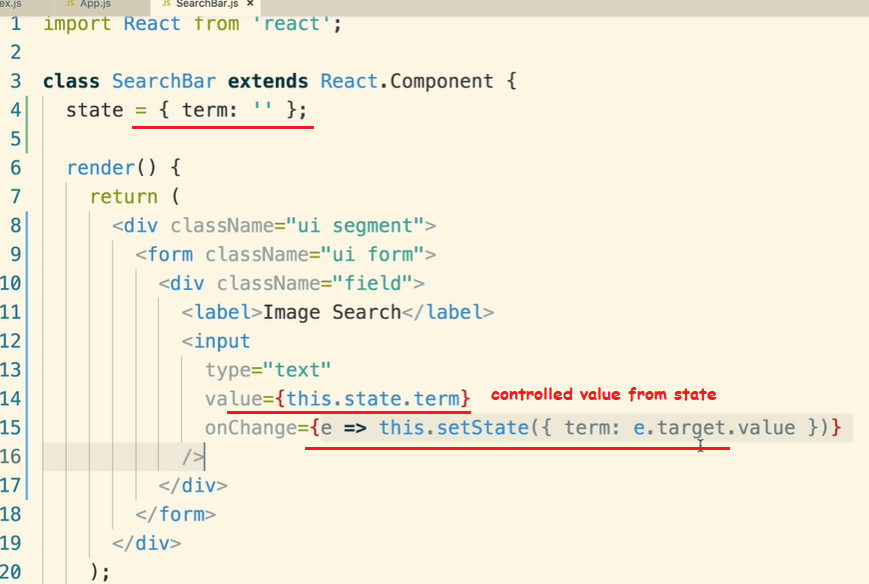 ex.js JS App.js JS SearchBar.js ×
1 import React from 'react';
2
3 class SearchBar extends React.Component {
4   state = { term: '' };
5
6   render() {
7     return (
8       <div className="ui segment">
9         <form className="ui form">
10           <div className="field">
11             <label>Image Search</label>
12             <input
13               type="text"
14               value={this.state.term} controlled value from state
15               onChange={e => this.setState({ term: e.target.value })}
16             />
17           </div>
18         </form>
19       </div>
20     );